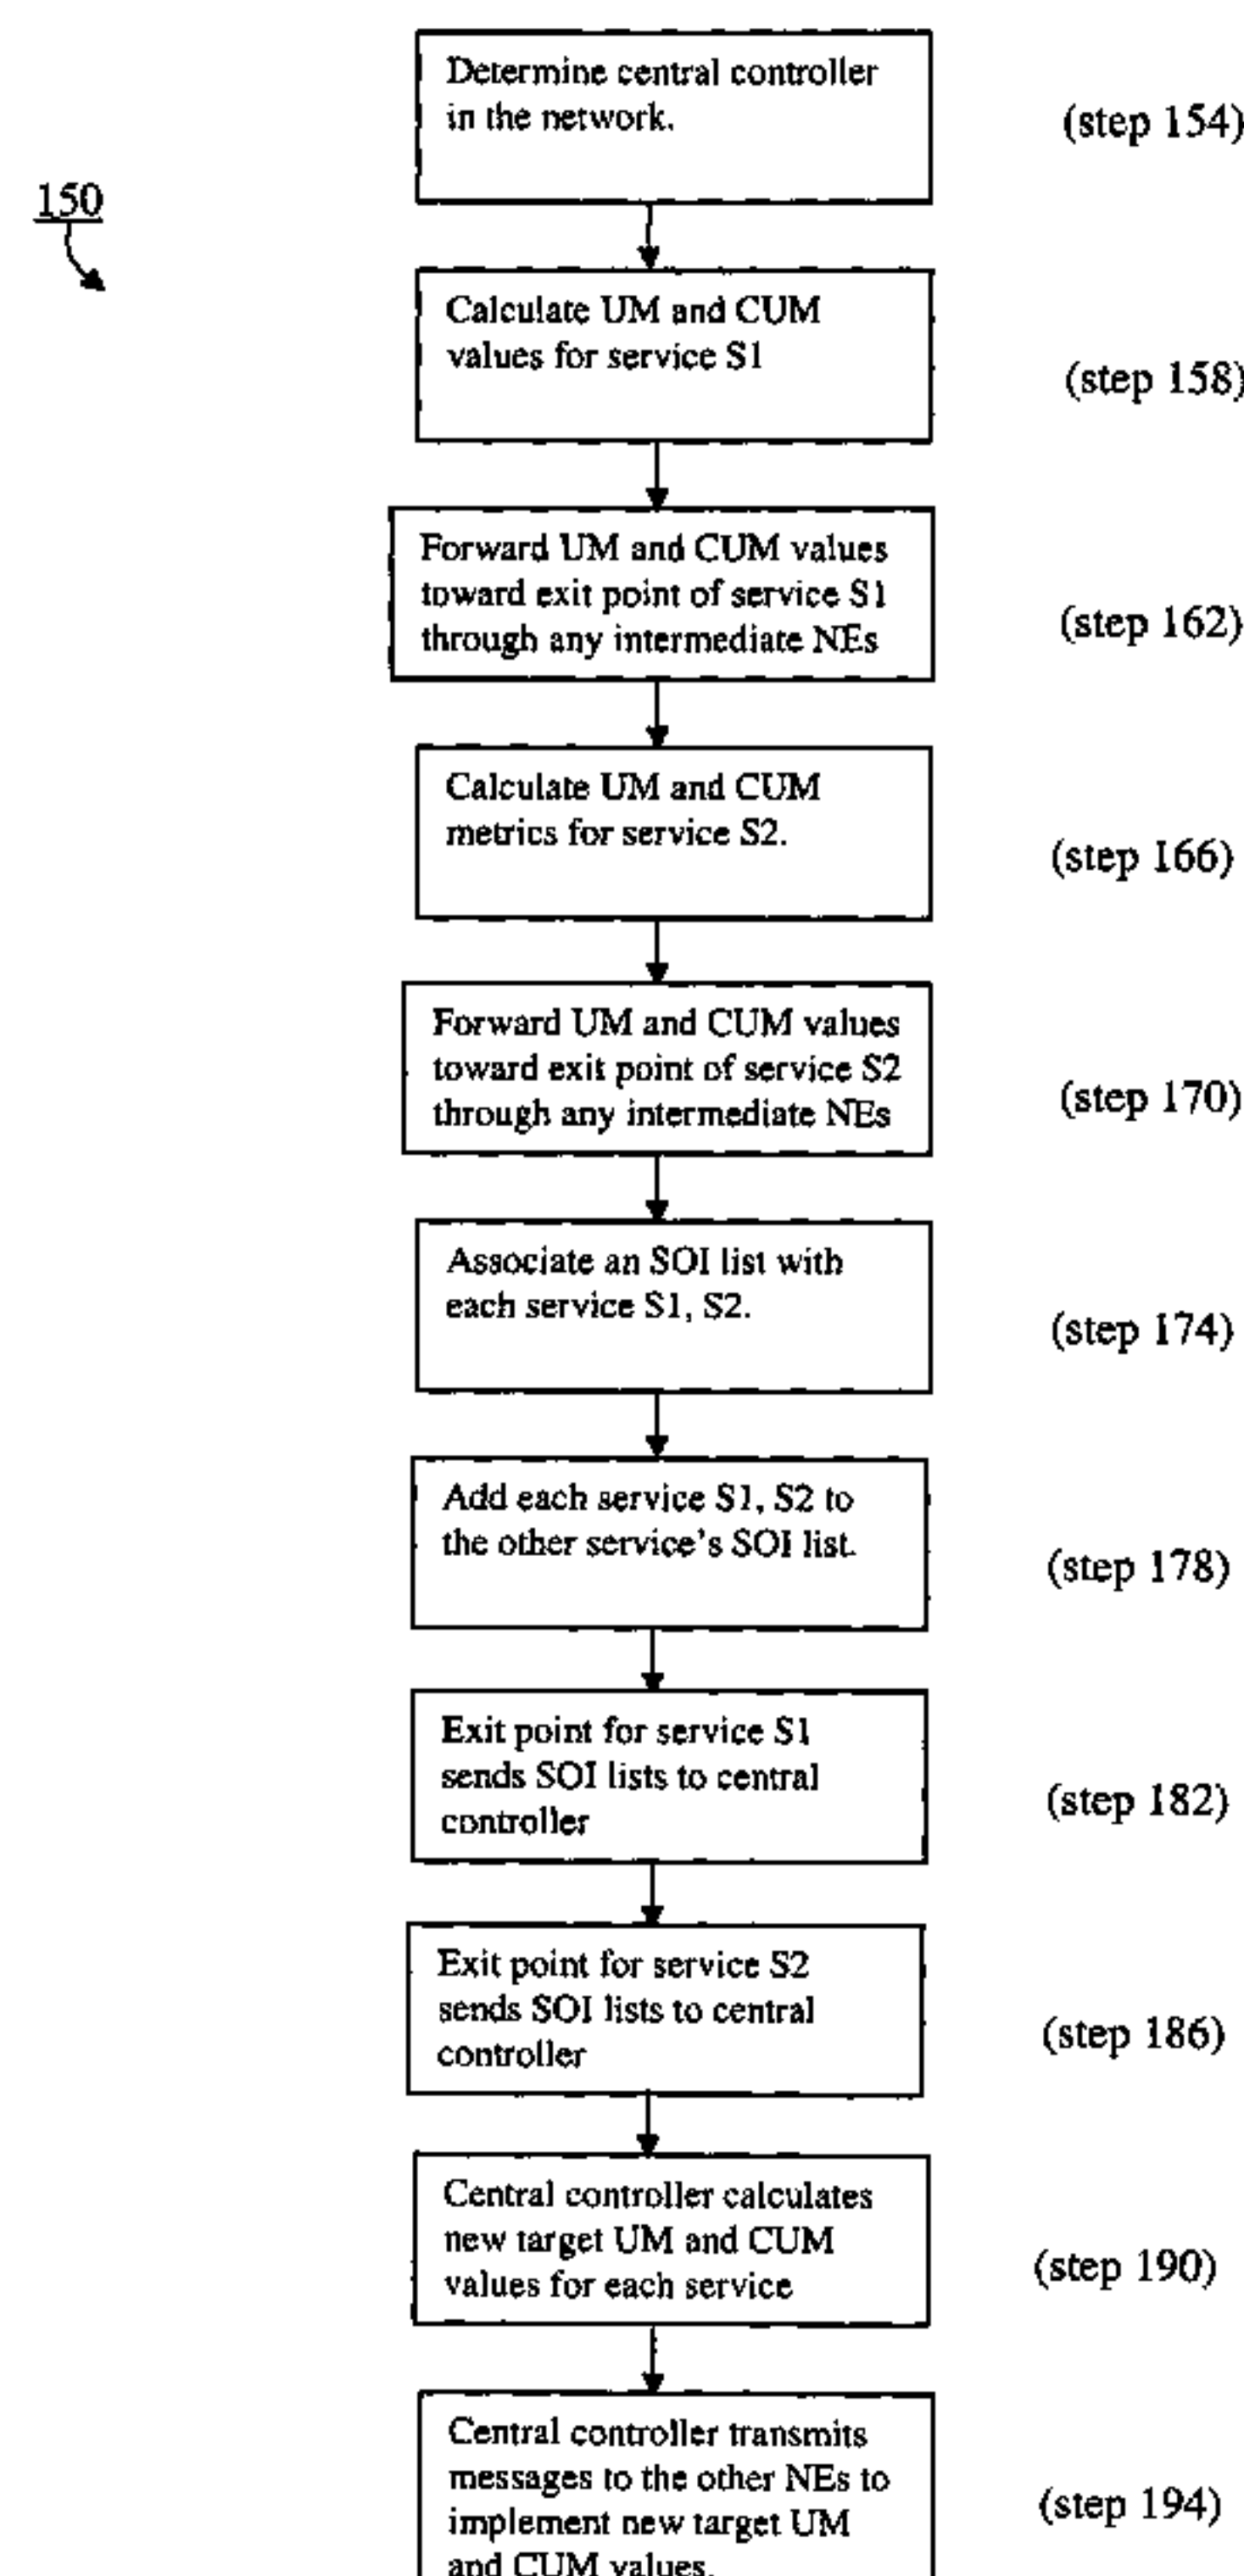 Determine central controller
in the network.
(step 154)
150
Calculate UM and CUM
values for service S1
(step 158)
Forward UM and CUM values
toward exit point of service S1
through any intermediate NEs
(step 162)
Calculate UM and CUM
metrics for service S2.
(step 166)
Forward UM and CUM values
toward exit point of service S2
through any intermediate NEs
(step 170)
Associate an SOI list with
each service S1, S2.
(step 174)
Add each service S1, S2 to
the other service's SOI list.
(step 178)
Exit point for service S1
sends SOI lists to central
controller
(step 182)
Exit point for service S2
sends SOI lists to central
controller
(step 186)
Central controller calculates
new target UM and CUM
values for each service
(step 190)
Central controller transmits
messages to the other NEs to
implement new target UM
and CUM values.
(step 194)